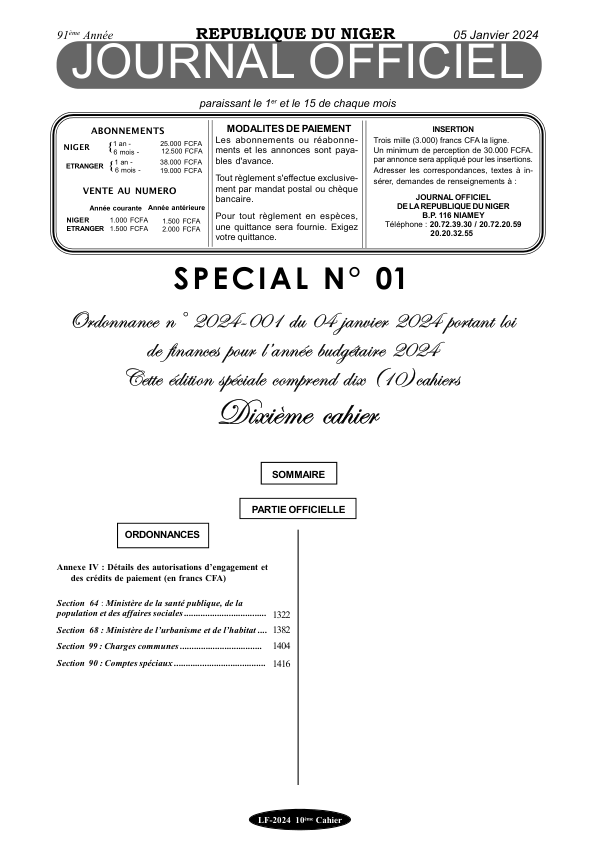 91ème Année
REPUBLIQUE DU NIGER
05 Janvier 2024
JOURNAL OFFICIEL
paraissant le 1er et le 15 de chaque mois
ABONNEMENTS
NIGER { 1 an - 25.000 FCFA
6 mois - 12.500 FCFA
ETRANGER { 1 an - 38.000 FCFA
6 mois - 19.000 FCFA
VENTE AU NUMERO
Année courante Année antérieure
NIGER 1.000 FCFA 1.500 FCFA
ETRANGER 1.500 FCFA 2.000 FCFA
MODALITES DE PAIEMENT
Les abonnements ou réabonne-
ments et les annonces sont paya-
bles d'avance.
Tout règlement s'effectue exclusive-
ment par mandat postal ou chèque
bancaire.
Pour tout règlement en espèces,
une quittance sera fournie. Exigez
votre quittance.
INSERTION
Trois mille (3.000) francs CFA la ligne.
Un minimum de perception de 30.000 FCFA.
par annonce sera appliqué pour les insertions.
Adresser les correspondances, textes à in-
sérer, demandes de renseignements à :
JOURNAL OFFICIEL
DE LA REPUBLIQUE DU NIGER
B.P. 116 NIAMEY
Téléphone : 20.72.39.30 / 20.72.20.59
20.20.32.55
SPECIAL N° 01
Ordonnance n° 2024-001 du 04 janvier 2024 portant loi
de finances pour l'année budgétaire 2024
Cette édition spéciale comprend dix (10) cahiers
Dixième cahier
SOMMAIRE
PARTIE OFFICIELLE
ORDONNANCES
Annexe IV : Détails des autorisations d'engagement et
des crédits de paiement (en francs CFA)
Section 64 : Ministère de la santé publique, de la
population et des affaires sociales .................................. 1322
Section 68 : Ministère de l'urbanisme et de l'habitat .... 1382
Section 99 : Charges communes .................................. 1404
Section 90 : Comptes spéciaux ...................................... 1416
LF-2024 10ème Cahier